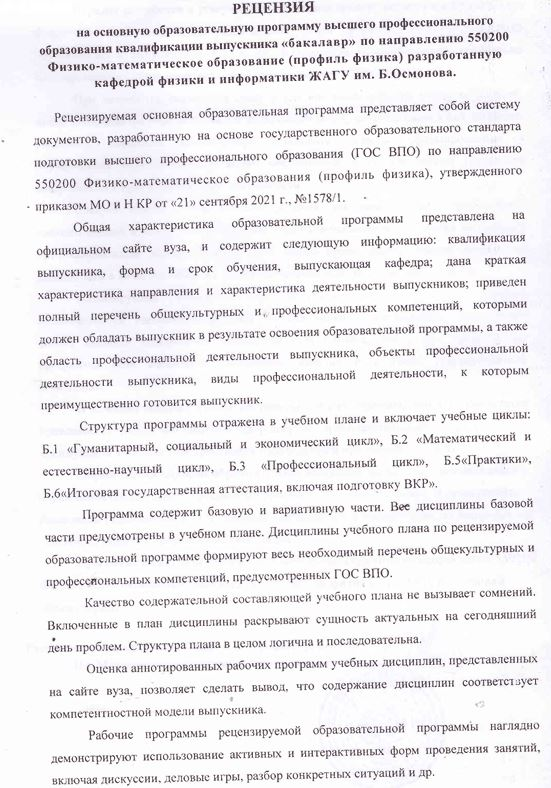 РЕЦЕНЗИЯ
на основную образовательную программу высшего профессионального
образования квалификации выпускника «бакалавр» по направлению 550200
Физико-математическое образование (профиль физика) разработанную
кафедрой физики и информатики ЖАГУ им. Б.Осмонова.
Рецензируемая основная образовательная программа представляет собой систему
документов, разработанную на основе государственного образовательного стандарта
подготовки высшего профессионального образования (ГОС ВПО) по направлению
550200 Физико-математическое образования (профиль физика), утвержденного
приказом МО и Н КР от «21» сентября 2021 г., №1578/1.
Общая характеристика образовательной программы представлена на
официальном сайте вуза, и содержит следующую информацию: квалификация
выпускника, форма и срок обучения, выпускающая кафедра; дана краткая
характеристика направления и характеристика деятельности выпускников; приведен
полный перечень общекультурных и профессиональных компетенций, которыми
должен обладать выпускник в результате освоения образовательной программы, а также
область профессиональной деятельности выпускника, объекты профессиональной
деятельности выпускника, виды профессиональной деятельности, к которым
преимущественно готовится выпускник.
Структура программы отражена в учебном плане и включает учебные циклы:
Б.1 «Гуманитарный, социальный и экономический цикл», Б.2 «Математический и
естественно-научный цикл», Б.3 «Профессиональный цикл», Б.5«Практики»,
Б.6«Итоговая государственная аттестация, включая подготовку ВКР».
Программа содержит базовую и вариативную части. Все дисциплины базовой
части предусмотрены в учебном плане. Дисциплины учебного плана по рецензируемой
образовательной программе формируют весь необходимый перечень общекультурных и
профессиональных компетенций, предусмотренных ГОС ВПО.
Качество содержательной составляющей учебного плана не вызывает сомнений.
Включенные в план дисциплины раскрывают сущность актуальных на сегодняшний
день проблем. Структура плана в целом логична и последовательна.
Оценка аннотированных рабочих программ учебных дисциплин, представленных
на сайте вуза, позволяет сделать вывод, что содержание дисциплин соответствует
компетентностной модели выпускника.
Рабочие программы рецензируемой образовательной программы наглядно
демонстрируют использование активных и интерактивных форм проведения занятий,
включая дискуссии, деловые игры, разбор конкретных ситуаций и др.